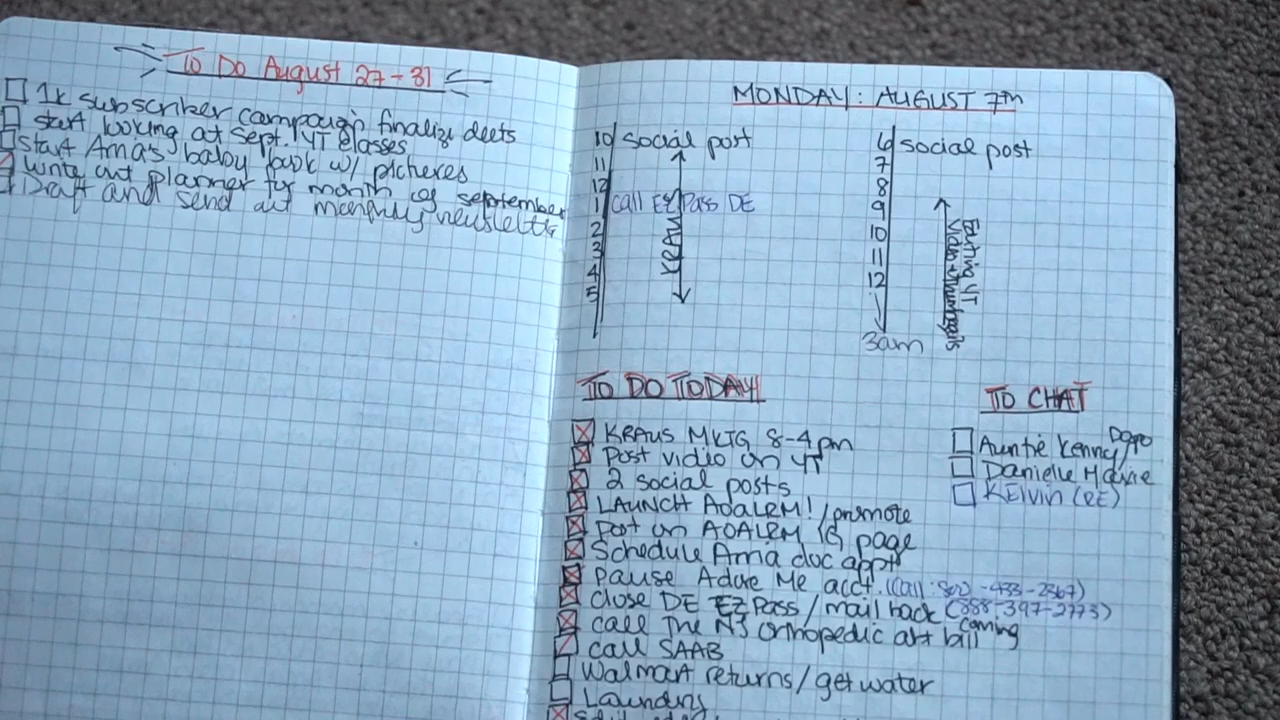 To Do August 27-31
1k subscriber campaign finalize deets
start looking at Sept. YT classes
start Ama's baby book w/ pictures
Write out planner for month of september
Draft and send out monthly newsletter
MONDAY: AUGUST 7TH
10 social post
11
12
1 call EZ Pass DE
2
3
4
5
KRAUS
6 social post
7
8
9
10
11
12
3am
Editing YT
video + thumbnails
TO DO TODAY
KRAUS MKTG 8-4pm
Post video on YT
2 social posts
LAUNCH AOALRM! / promote
Post on AOALRM IG page
Schedule Ama doc appt
Pause Adore Me acct. (call: -433-2367)
close DE EZ Pass / mail back (888-397-2773)
call The NJ Orthopedic abt bill coming
call SAAB
Walmart returns / get water
Laundry
TO CHAT
Auntie Kenny / Dapo
Danielle
Kelvin (RE)